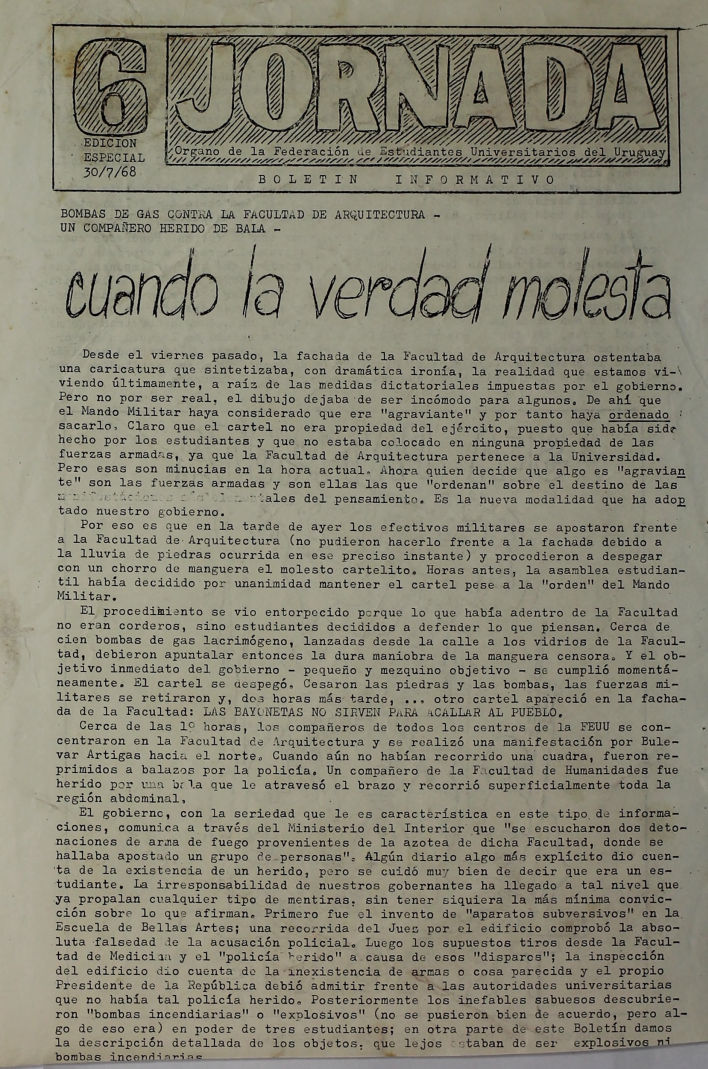 6 JORNADA
EDICION
ESPECIAL
30/7/68
Organo de la Federación de Estudiantes Universitarios del Uruguay
BOLETIN INFORMATIVO
BOMBAS DE GAS CONTRA LA FACULTAD DE ARQUITECTURA -
UN COMPAÑERO HERIDO DE BALA -
cuando la verdad molesta
Desde el viernes pasado, la fachada de la Facultad de Arquitectura ostentaba
una caricatura que sintetizaba, con dramática ironía, la realidad que estamos vi-
viendo últimamente, a raíz de las medidas dictatoriales impuestas por el gobierno.
Pero no por ser real, el dibujo dejaba de ser incómodo para algunos. De ahí que
el Mando Militar haya considerado que era "agraviante" y por tanto haya ordenado
sacarlo. Claro que el cartel no era propiedad del ejército, puesto que había sido
hecho por los estudiantes y que no estaba colocado en ninguna propiedad de las
fuerzas armadas, ya que la Facultad de Arquitectura pertenece a la Universidad.
Pero esas son minucias en la hora actual. Ahora quien decide que algo es "agravian
te" son las fuerzas armadas y son ellas las que "ordenan" sobre el destino de las
del pensamiento. Es la nueva modalidad que ha adop
tado nuestro gobierno.
Por eso es que en la tarde de ayer los efectivos militares se apostaron frente
a la Facultad de Arquitectura (no pudieron hacerlo frente a la fachada debido a
la lluvia de piedras ocurrida en ese preciso instante) y procedieron a despegar
con un chorro de manguera el molesto cartelito. Horas antes, la asamblea estudian-
til había decidido por unanimidad mantener el cartel pese a la "orden" del Mando
Militar.
El procedimiento se vio entorpecido porque lo que había adentro de la Facultad
no eran corderos, sino estudiantes decididos a defender lo que piensan. Cerca de
cien bombas de gas lacrimógeno, lanzadas desde la calle a los vidrios de la Facul-
tad, debieron apuntalar entonces la dura maniobra de la manguera censora. Y el ob-
jetivo inmediato del gobierno - pequeño y mezquino objetivo - se cumplió momentá-
neamente. El cartel se despegó. Cesaron las piedras y las bombas, las fuerzas mi-
litares se retiraron y, dos horas más tarde, ... otro cartel apareció en la facha-
da de la Facultad: LAS BAYONETAS NO SIRVEN PARA ACALLAR AL PUEBLO.
Cerca de las horas, los compañeros de todos los centros de la FEUU se con-
centraron en la Facultad de Arquitectura y se realizó una manifestación por Bule-
var Artigas hacia el norte. Cuando aún no habían recorrido una cuadra, fueron re-
primidos a balazos por la policía. Un compañero de la Facultad de Humanidades fue
herido por una bala que le atravesó el brazo y recorrió superficialmente toda la
región abdominal.
El gobierno, con la seriedad que le es característica en este tipo de informa-
ciones, comunica a través del Ministerio del Interior que "se escucharon dos deto-
naciones de arma de fuego provenientes de la azotea de dicha Facultad, donde se
hallaba apostado un grupo de personas". Algún diario algo más explícito dio cuen-
ta de la existencia de un herido, pero se cuidó muy bien de decir que era un es-
tudiante. La irresponsabilidad de nuestros gobernantes ha llegado a tal nivel que
ya propalan cualquier tipo de mentiras, sin tener siquiera la más mínima convic-
ción sobre lo que afirman. Primero fue el invento de "aparatos subversivos" en la
Escuela de Bellas Artes; una recorrida del Juez por el edificio comprobó la abso-
luta falsedad de la acusación policial. Luego los supuestos tiros desde la Facul-
tad de Medicina y el "policía herido" a causa de esos "disparos"; la inspección
del edificio dio cuenta de la inexistencia de armas o cosa parecida y el propio
Presidente de la República debió admitir frente a las autoridades universitarias
que no había tal policía herido. Posteriormente los inefables sabuesos descubrie-
ron "bombas incendiarias" o "explosivos" (no se pusieron bien de acuerdo, pero al-
go de eso era) en poder de tres estudiantes; en otra parte de este Boletín damos
la descripción detallada de los objetos, que lejos estaban de ser explosivos ni
bombas incendiarias